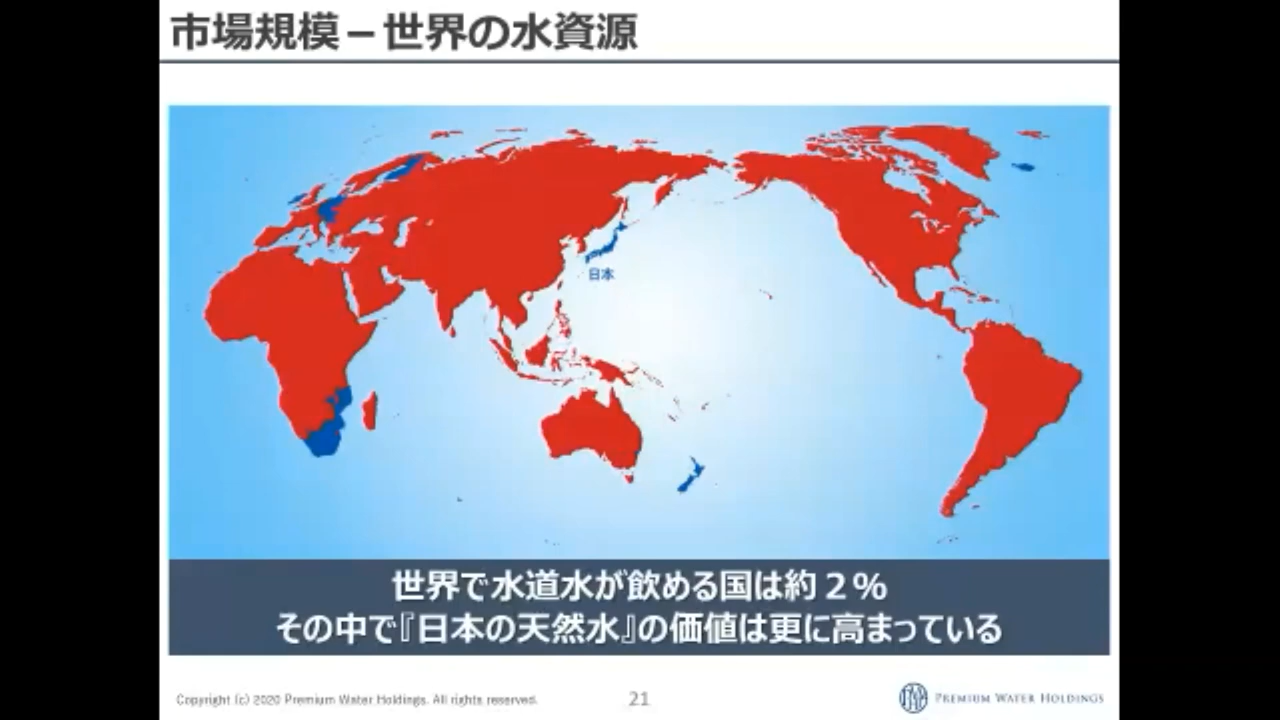 市場規模 – 世界の水資源
日本
世界で水道水が飲める国は約２％
その中で『日本の天然水』の価値は更に高まっている
Copyright (c) 2020 Premium Water Holdings. All rights reserved.
21
PREMIUM WATER HOLDINGS